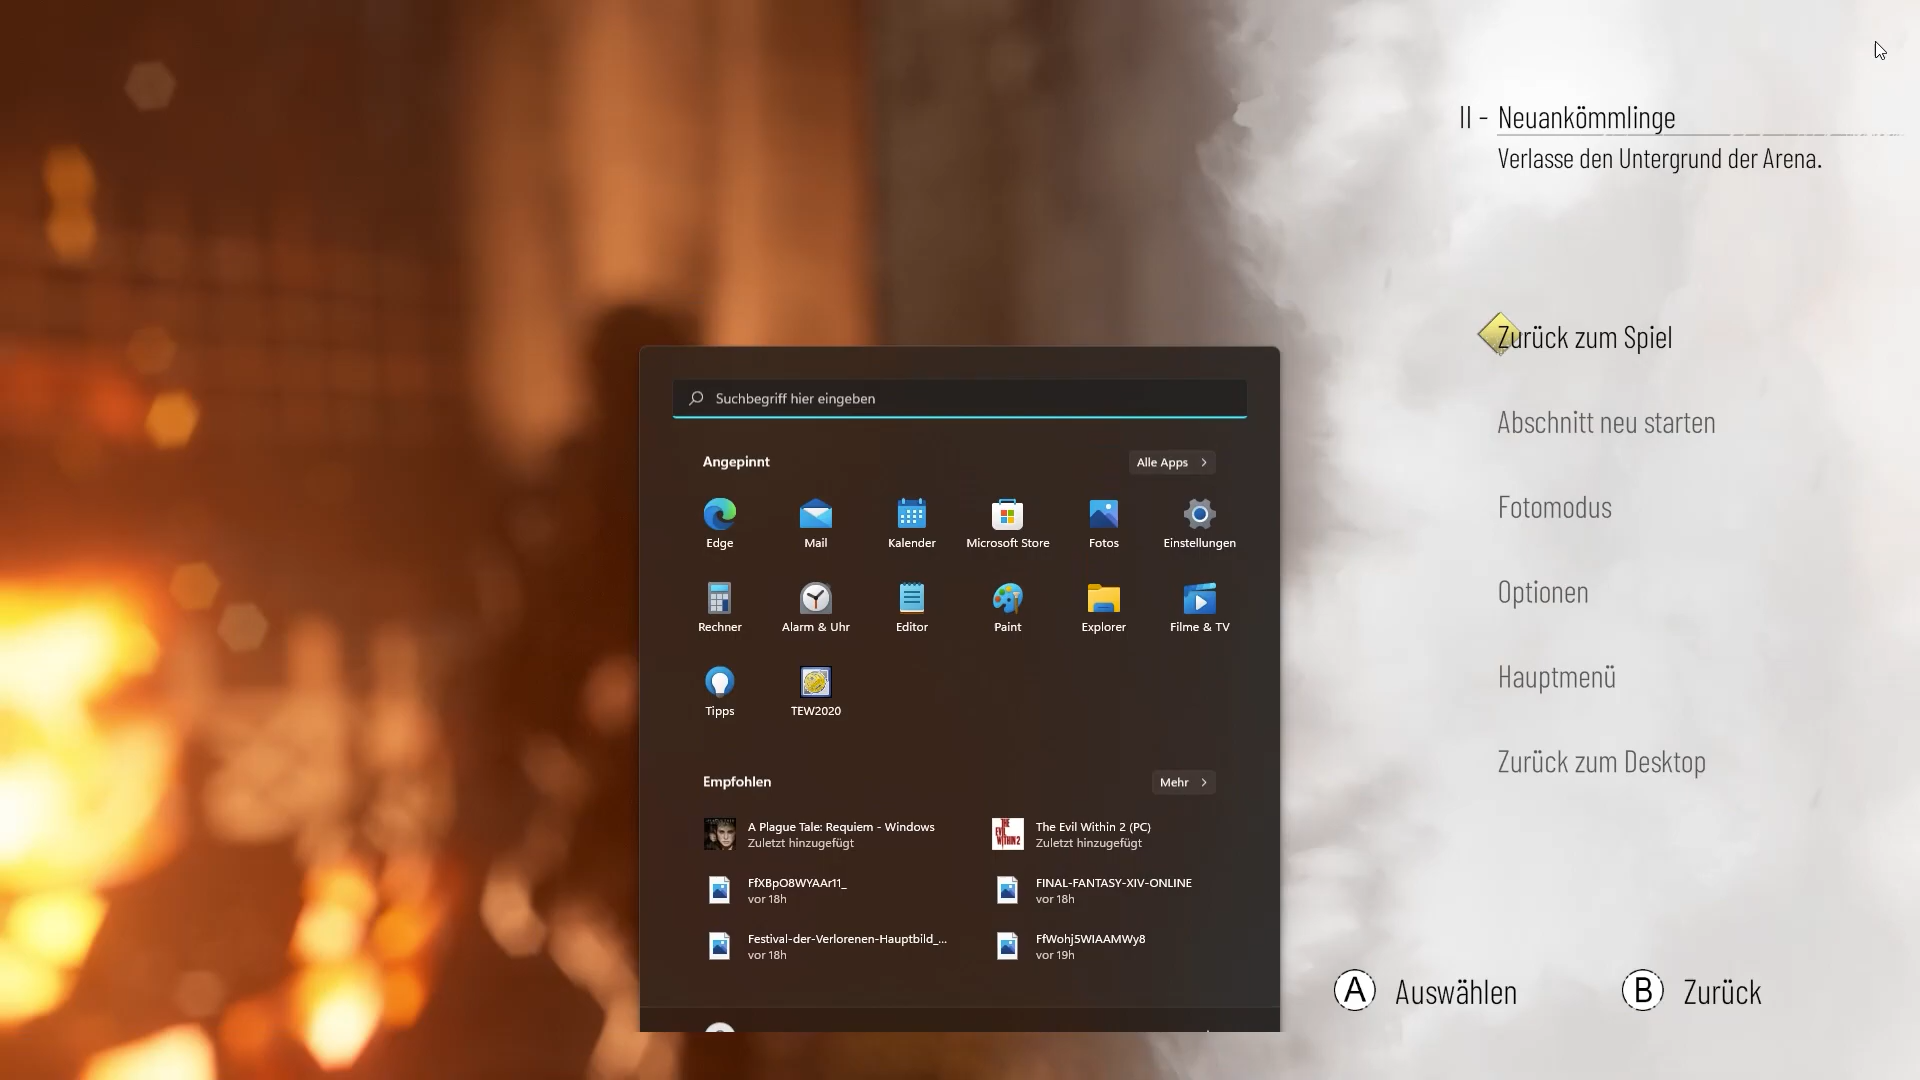 II - Neuankömmlinge
Verlasse den Untergrund der Arena.
Zurück zum Spiel
Abschnitt neu starten
Fotomodus
Optionen
Hauptmenü
Zurück zum Desktop
A Auswählen
B Zurück
Suchbegriff hier eingeben
Angepinnt
Alle Apps
Edge
Mail
Kalender
Microsoft Store
Fotos
Einstellungen
Rechner
Alarm & Uhr
Editor
Paint
Explorer
Filme & TV
Tipps
TEW2020
Empfohlen
Mehr
A Plague Tale: Requiem - Windows
Zuletzt hinzugefügt
THE EVIL WITHIN 2
The Evil Within 2 (PC)
Zuletzt hinzugefügt
FfXBpO8WYAAr11_
vor 18h
FINAL-FANTASY-XIV-ONLINE
vor 18h
Festival-der-Verlorenen-Hauptbild_...
vor 18h
FfWohj5WIAAMWy8
vor 19h